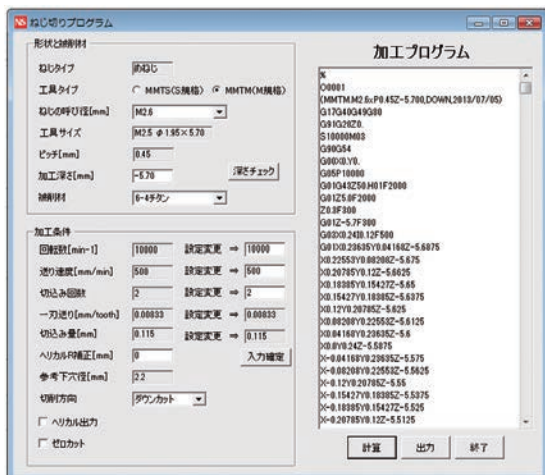 NS ねじ切りプログラム
形状と被削材
ねじタイプ めねじ
工具タイプ MMTS(S規格) MMTM(M規格)
ねじの呼び径[mm] M2.6
工具サイズ M2.5 φ1.95×5.70
ピッチ[mm] 0.45
加工深さ[mm] -5.70 深さチェック
被削材 6-4チタン
加工条件
回転数[min-1] 10000 設定変更 ⇒ 10000
送り速度[mm/min] 500 設定変更 ⇒ 500
切込み回数 2 設定変更 ⇒ 2
一刃送り[mm/tooth] 0.00833 設定変更 ⇒ 0.00833
切込み量[mm] 0.115 設定変更 ⇒ 0.115
ヘリカルR補正[mm] 0 入力確定
参考下穴径[mm] 2.2
切削方向 ダウンカット
ヘリカル出力
ゼロカット
加工プログラム
%
O0001
(MMTM.M2.6xP0.45Z-5.700,DOWN,2013/07/05)
G17G40G49G80
G91G28Z0.
S10000M03
G90G54
G00X0.Y0.
G05P10000
G01G43Z50.H01F2000
G01Z5.0F2000
Z0.3F300
G01Z-5.7F300
G03X0.24I0.12F500
G01X0.23635Y0.04168Z-5.6875
X0.22553Y0.08208Z-5.675
X0.20785Y0.12Z-5.6625
X0.18385Y0.15427Z-5.65
X0.15427Y0.18385Z-5.6375
X0.12Y0.20785Z-5.625
X0.08208Y0.22553Z-5.6125
X0.04168Y0.23635Z-5.6
X0.0Y0.24Z-5.5875
X-0.04168Y0.23635Z-5.575
X-0.08208Y0.22553Z-5.5625
X-0.12Y0.20785Z-5.55
X-0.15427Y0.18385Z-5.5375
X-0.18385Y0.15427Z-5.525
X-0.20785Y0.12Z-5.5125
計算 出力 終了